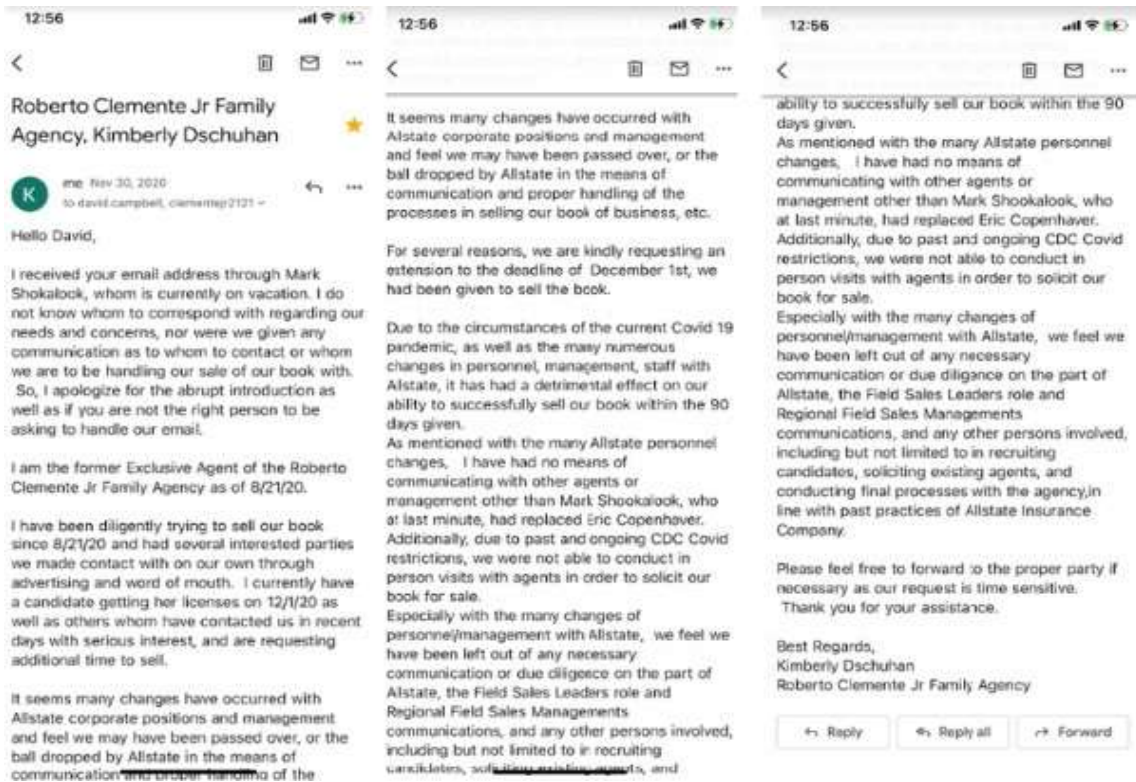 12:56
Roberto Clemente Jr Family
Agency, Kimberly Dschuhan
K
me Nov 30, 2020
to david.campbell, clementejr2121
Hello David,
I received your email address through Mark
Shokalook, whom is currently on vacation. I do
not know whom to correspond with regarding our
needs and concerns, nor were we given any
communication as to whom to contact or whom
we are to be handling our sale of our book with.
So, I apologize for the abrupt introduction as
well as if you are not the right person to be
asking to handle our email.
I am the former Exclusive Agent of the Roberto
Clemente Jr Family Agency as of 8/21/20.
I have been diligently trying to sell our book
since 8/21/20 and had several interested parties
we made contact with on our own through
advertising and word of mouth. I currently have
a candidate getting her licenses on 12/1/20 as
well as others whom have contacted us in recent
days with serious interest, and are requesting
additional time to sell.
It seems many changes have occurred with
Allstate corporate positions and management
and feel we may have been passed over, or the
ball dropped by Allstate in the means of
communication and proper handling of the
12:56
It seems many changes have occurred with
Allstate corporate positions and management
and feel we may have been passed over, or the
ball dropped by Allstate in the means of
communication and proper handling of the
processes in selling our book of business, etc.
For several reasons, we are kindly requesting an
extension to the deadline of December 1st, we
had been given to sell the book.
Due to the circumstances of the current Covid 19
pandemic, as well as the many numerous
changes in personnel, management, staff with
Allstate, it has had a detrimental effect on our
ability to successfully sell our book within the 90
days given.
As mentioned with the many Allstate personnel
changes, I have had no means of
communicating with other agents or
management other than Mark Shookalook, who
at last minute, had replaced Eric Copenhaver.
Additionally, due to past and ongoing CDC Covid
restrictions, we were not able to conduct in
person visits with agents in order to solicit our
book for sale.
Especially with the many changes of
personnel/management with Allstate, we feel we
have been left out of any necessary
communication or due diligence on the part of
Allstate, the Field Sales Leaders role and
Regional Field Sales Managements
communications, and any other persons involved,
including but not limited to in recruiting
candidates, soliciting existing agents, and
12:56
ability to successfully sell our book within the 90
days given.
As mentioned with the many Allstate personnel
changes, I have had no means of
communicating with other agents or
management other than Mark Shookalook, who
at last minute, had replaced Eric Copenhaver.
Additionally, due to past and ongoing CDC Covid
restrictions, we were not able to conduct in
person visits with agents in order to solicit our
book for sale.
Especially with the many changes of
personnel/management with Allstate, we feel we
have been left out of any necessary
communication or due diligence on the part of
Allstate, the Field Sales Leaders role and
Regional Field Sales Managements
communications, and any other persons involved,
including but not limited to in recruiting
candidates, soliciting existing agents, and
conducting final processes with the agency,in
line with past practices of Allstate Insurance
Company.
Please feel free to forward to the proper party if
necessary as our request is time sensitive.
Thank you for your assistance.
Best Regards,
Kimberly Dschuhan
Roberto Clemente Jr Family Agency
Reply
Reply all
Forward